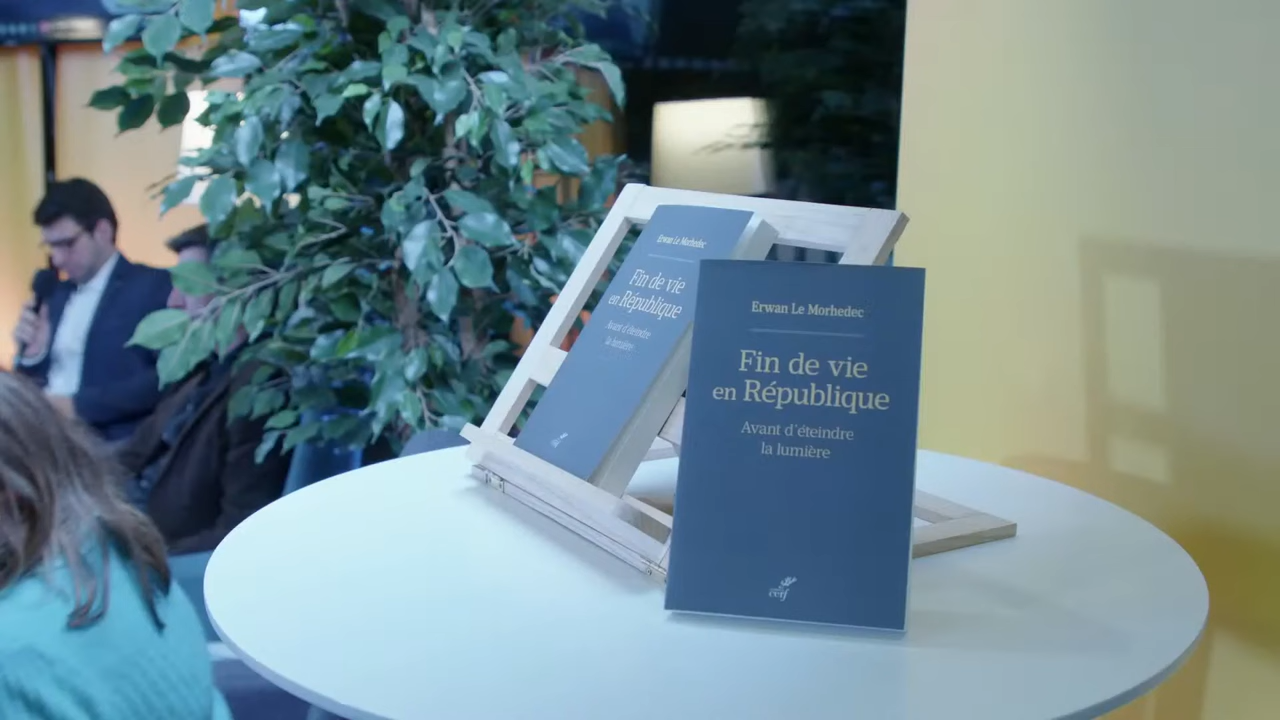 Erwan Le Morhedec
Fin de vie
en République
Avant d'éteindre
la lumière
Erwan Le Morhedec
Fin de vie
en République
Avant d'éteindre
la lumière
cerf